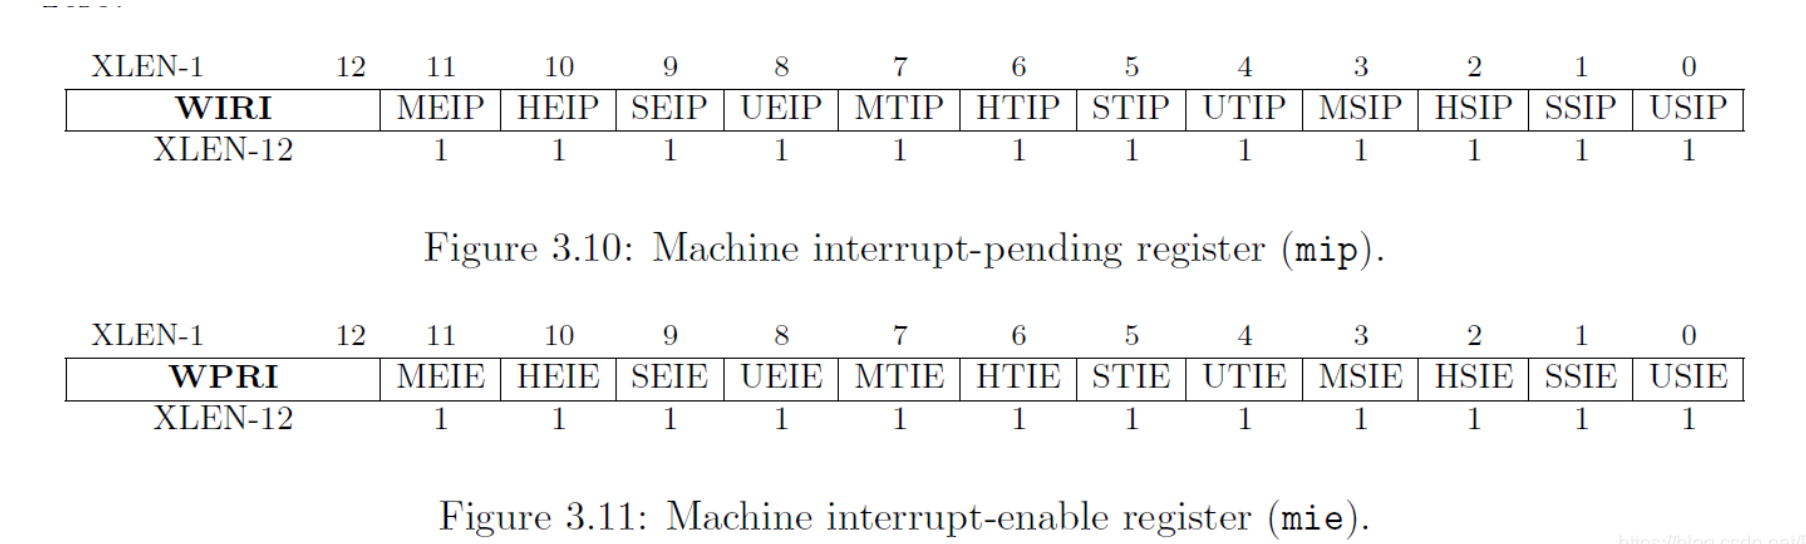 XLEN-1 12 11 10 9 8 7 6 5 4 3 2 1 0
WIRI MEIP HEIP SEIP UEIP MTIP HTIP STIP UTIP MSIP HSIP SSIP USIP
XLEN-12 1 1 1 1 1 1 1 1 1 1 1 1
Figure 3.10: Machine interrupt-pending register (mip).
XLEN-1 12 11 10 9 8 7 6 5 4 3 2 1 0
WPRI MEIE HEIE SEIE UEIE MTIE HTIE STIE UTIE MSIE HSIE SSIE USIE
XLEN-12 1 1 1 1 1 1 1 1 1 1 1 1
Figure 3.11: Machine interrupt-enable register (mie).